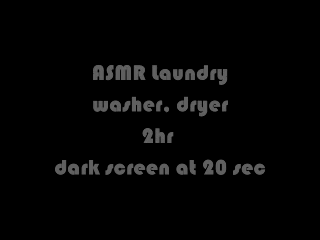 ASMR Laundry
washer, dryer
2hr
dark screen at 20 sec